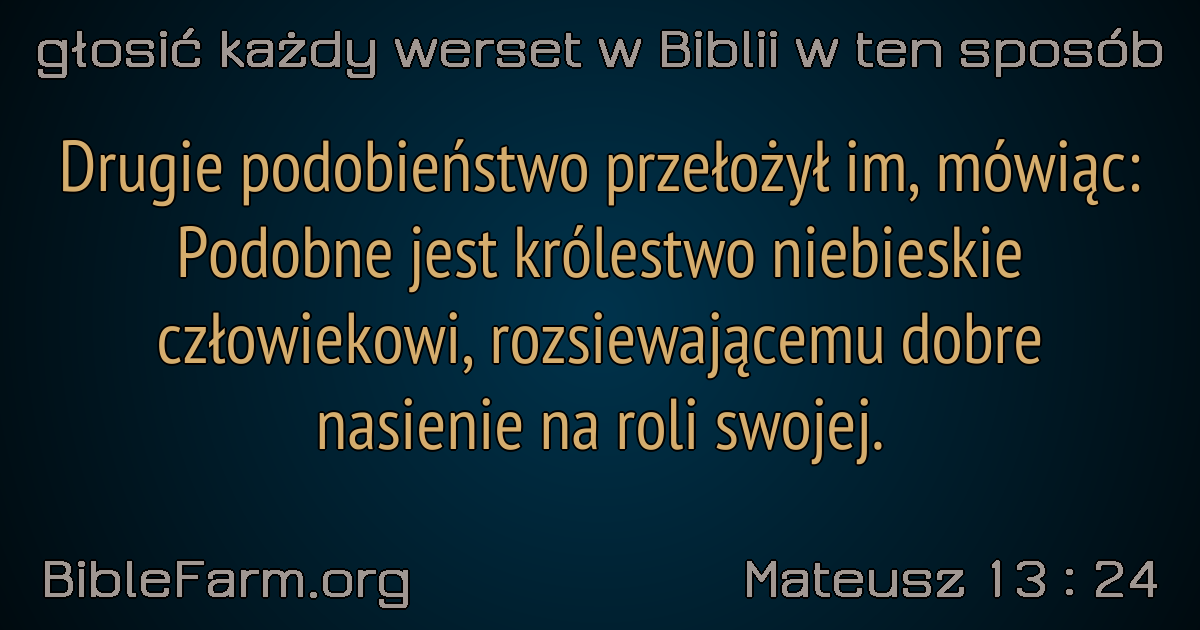 głosić każdy werset w Biblii w ten sposób
Drugie podobieństwo przełożył im, mówiąc:
Podobne jest królestwo niebieskie
człowiekowi, rozsiewającemu dobre
nasienie na roli swojej.
BibleFarm.org
Mateusz 13 : 24